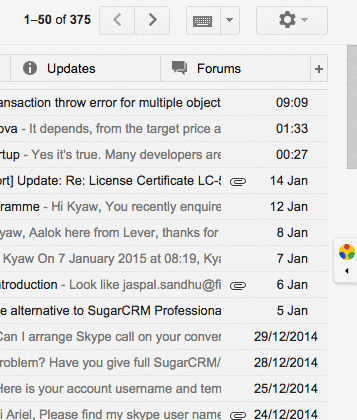 1–50 of 375
Updates
Forums
+
ansaction throw error for multiple object 09:09
ova - It depends, from the target price a 01:33
rtup - Yes it's true. Many developers are 00:27
ort] Update: Re: License Certificate LC-5 14 Jan
gramme - Hi Kyaw, You recently enquire 12 Jan
yaw, Aalok here from Lever, thanks for 8 Jan
Kyaw On 7 January 2015 at 08:19, Kya 7 Jan
ntroduction - Look like jaspal.sandhu@fi 6 Jan
e alternative to SugarCRM Professiona 5 Jan
Can I arrange Skype call on your conver 29/12/2014
roblem? Have you give full SugarCRM/ 28/12/2014
Here is your account username and tem 25/12/2014
i Ariel, Please find my skype user name 24/12/2014